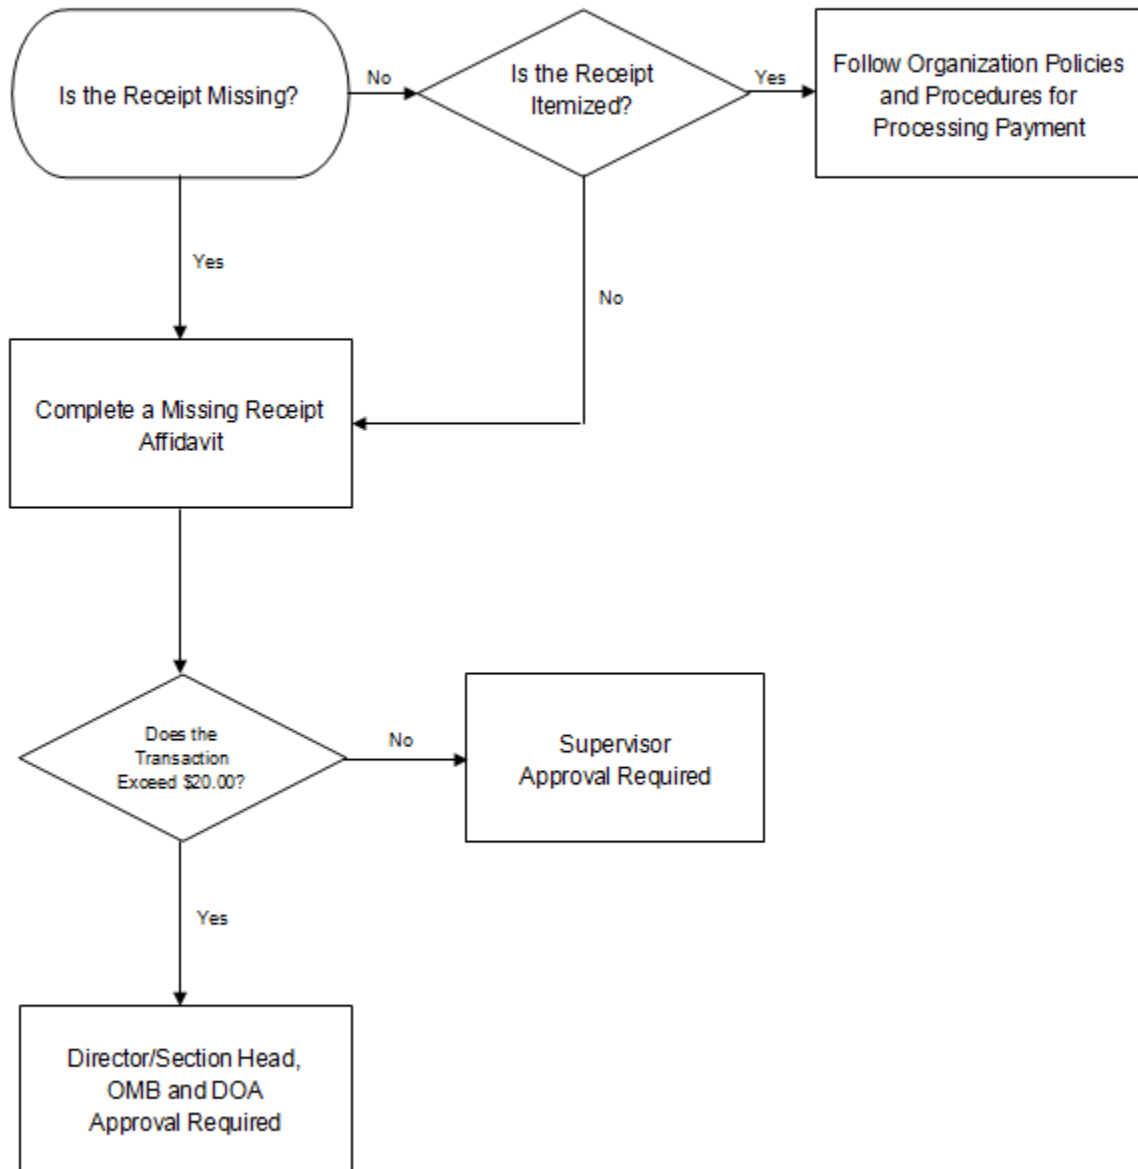 Is the Receipt Missing?
No
Is the Receipt
Itemized?
Yes
Follow Organization Policies
and Procedures for
Processing Payment
Yes
No
Complete a Missing Receipt
Affidavit
Does the
Transaction
Exceed $20.00?
No
Supervisor
Approval Required
Yes
Director/Section Head,
OMB and DOA
Approval Required